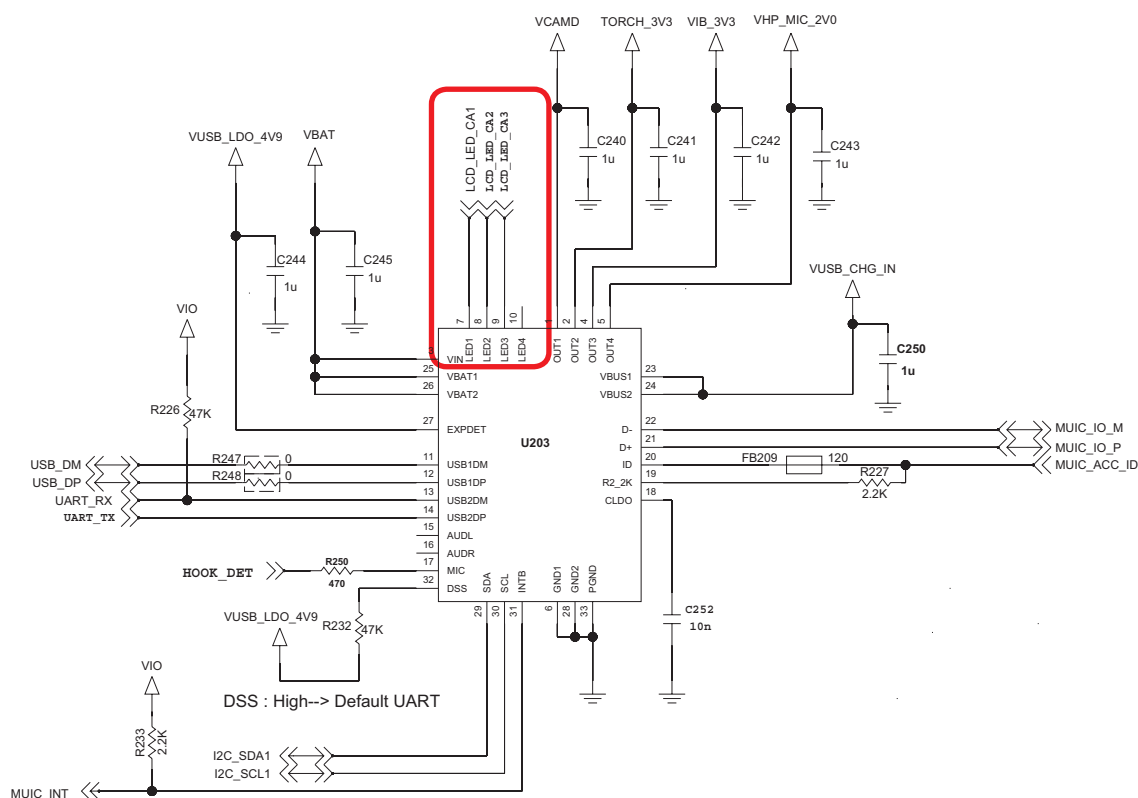 VCAMD TORCH_3V3 VIB_3V3 VHP_MIC_2V0
LCD_LED_CA1
LCD_LED_CA2
LCD_LED_CA3
VUSB_LDO_4V9 VBAT
C240 1u
C241 1u
C242 1u
C243 1u
C244 1u
C245 1u
VUSB_CHG_IN
C250 1u
VIO
R226 47K
7 8 9 10 1 2 4 5
LED1 LED2 LED3 LED4 OUT1 OUT2 OUT3 OUT4
3 VIN
25 VBAT1
26 VBAT2
27 EXPDET
VBUS1 23
VBUS2 24
U203
D- 22 MUIC_IO_M
D+ 21 MUIC_IO_P
ID 20 FB209 120 MUIC_ACC_ID
R2_2K 19 R227 2.2K
CLDO 18
USB_DM R247 0 11 USB1DM
USB_DP R248 0 12 USB1DP
UART_RX 13 USB2DM
UART_TX 14 USB2DP
15 AUDL
16 AUDR
HOOK_DET R250 470 17 MIC
32 DSS
SDA SCL INTB GND1 GND2 PGND
29 30 31 6 28 33
C252 10n
VUSB_LDO_4V9 R232 47K
DSS : High--> Default UART
VIO
R233 2.2K
I2C_SDA1
I2C_SCL1
MUIC_INT